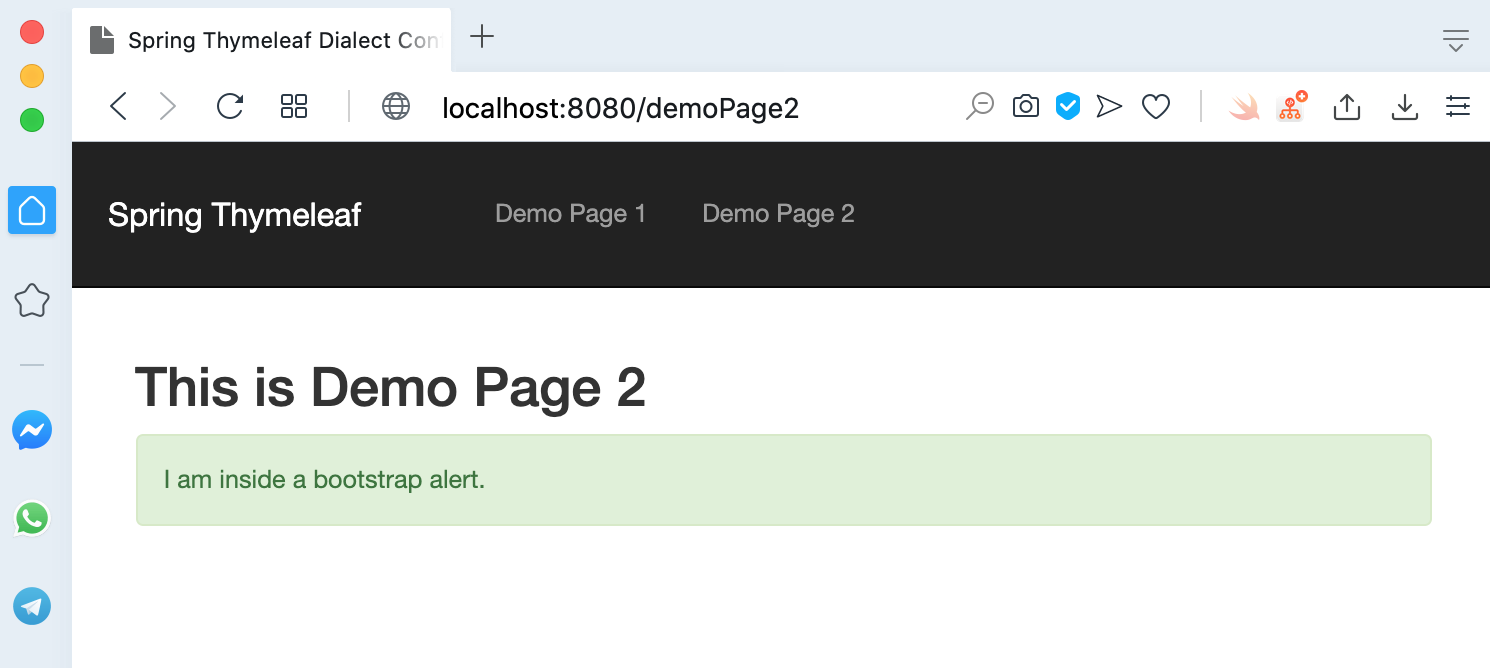 Spring Thymeleaf Dialect Con
localhost:8080/demoPage2
Spring Thymeleaf Demo Page 1 Demo Page 2
This is Demo Page 2
I am inside a bootstrap alert.